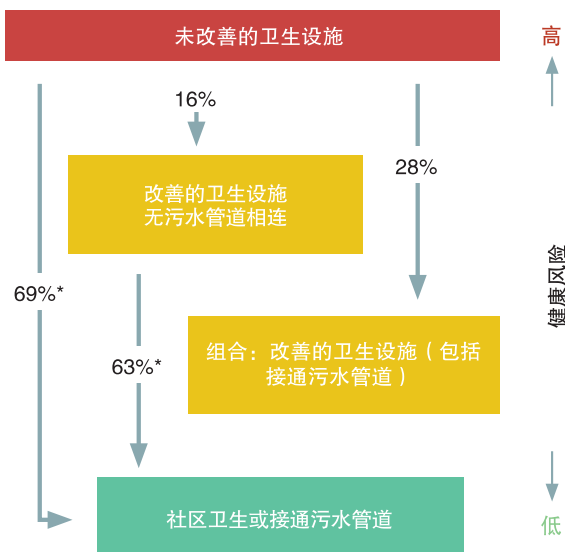 未改善的卫生设施
高
16%
28%
改善的卫生设施
无污水管道相连
健康风险
69%*
组合：改善的卫生设施（包括
接通污水管道）
63%*
社区卫生或接通污水管道
低